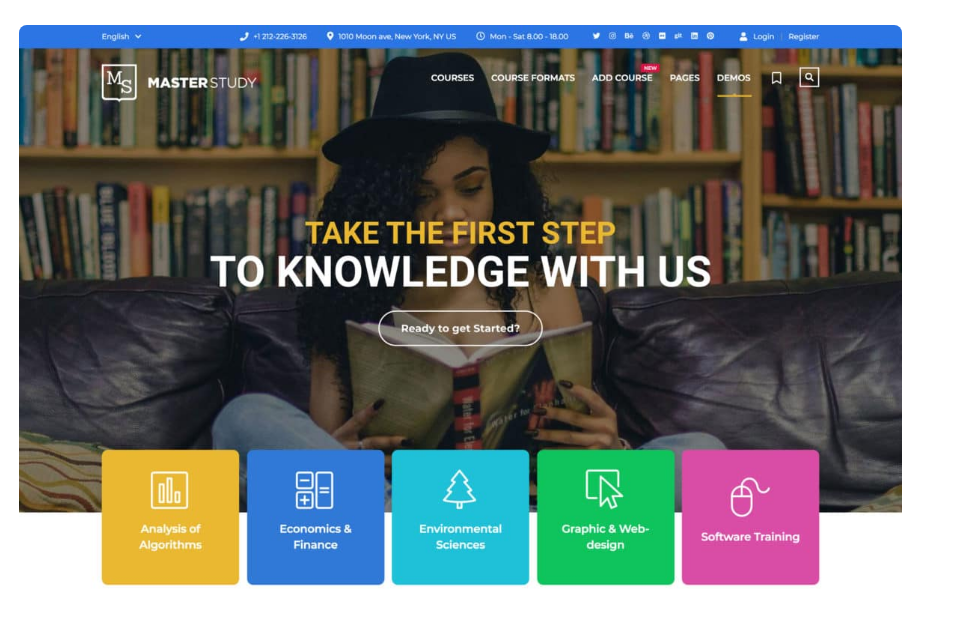 English
+1 212-226-3126
1010 Moon ave, New York, NY US
Mon - Sat 8.00 - 18.00
Login | Register
MS
MASTERSTUDY
COURSES
COURSE FORMATS
ADD COURSE
NEW
PAGES
DEMOS
TAKE THE FIRST STEP
TO KNOWLEDGE WITH US
Ready to get Started?
Analysis of
Algorithms
Economics &
Finance
Environmental
Sciences
Graphic & Web-
design
Software Training